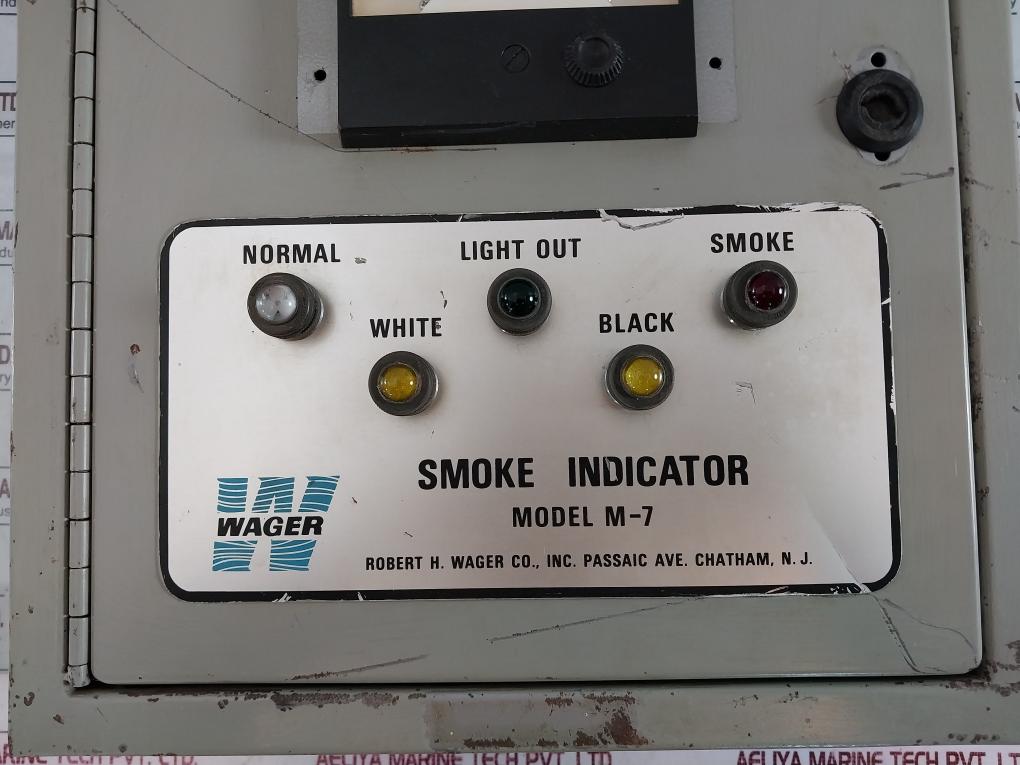 NORMAL LIGHT OUT SMOKE
WHITE BLACK
SMOKE INDICATOR
MODEL M-7
WAGER
ROBERT H. WAGER CO., INC. PASSAIC AVE. CHATHAM, N. J.
AELIYA MARINE TECH PVT. LTD.